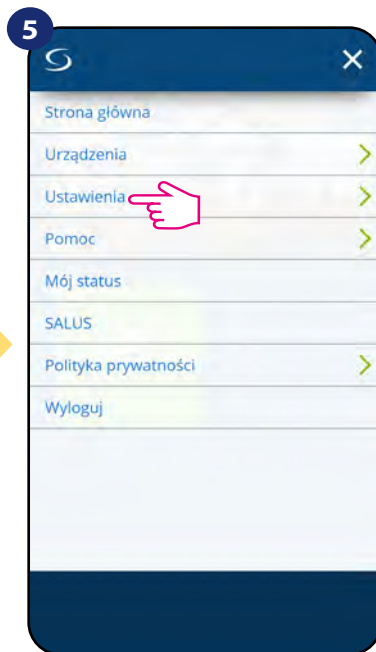 5
Strona główna
Urządzenia
Ustawienia
Pomoc
Mój status
SALUS
Polityka prywatności
Wyloguj